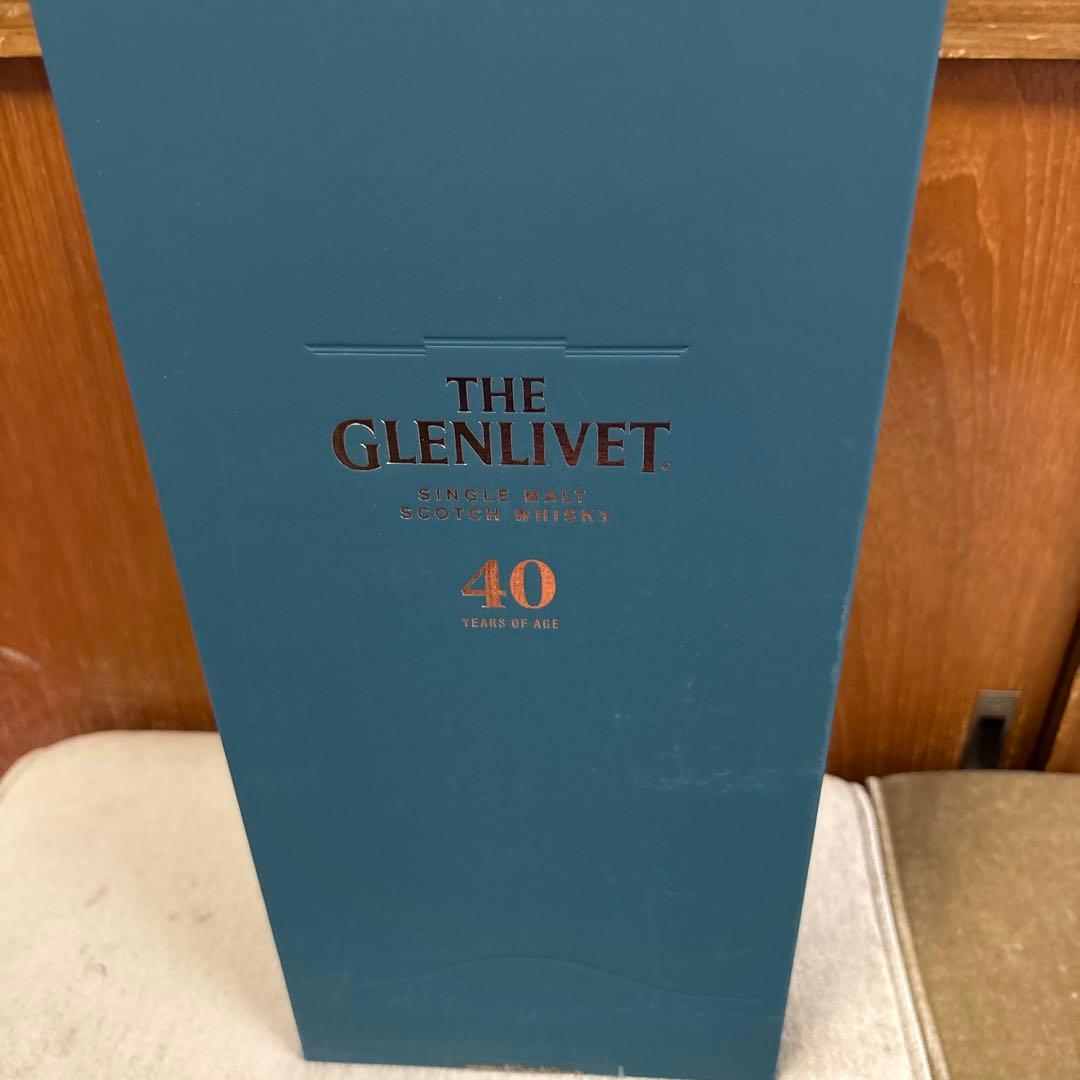 THE
GLENLIVET
SINGLE MALT
SCOTCH WHISKY
40
YEARS OF AGE